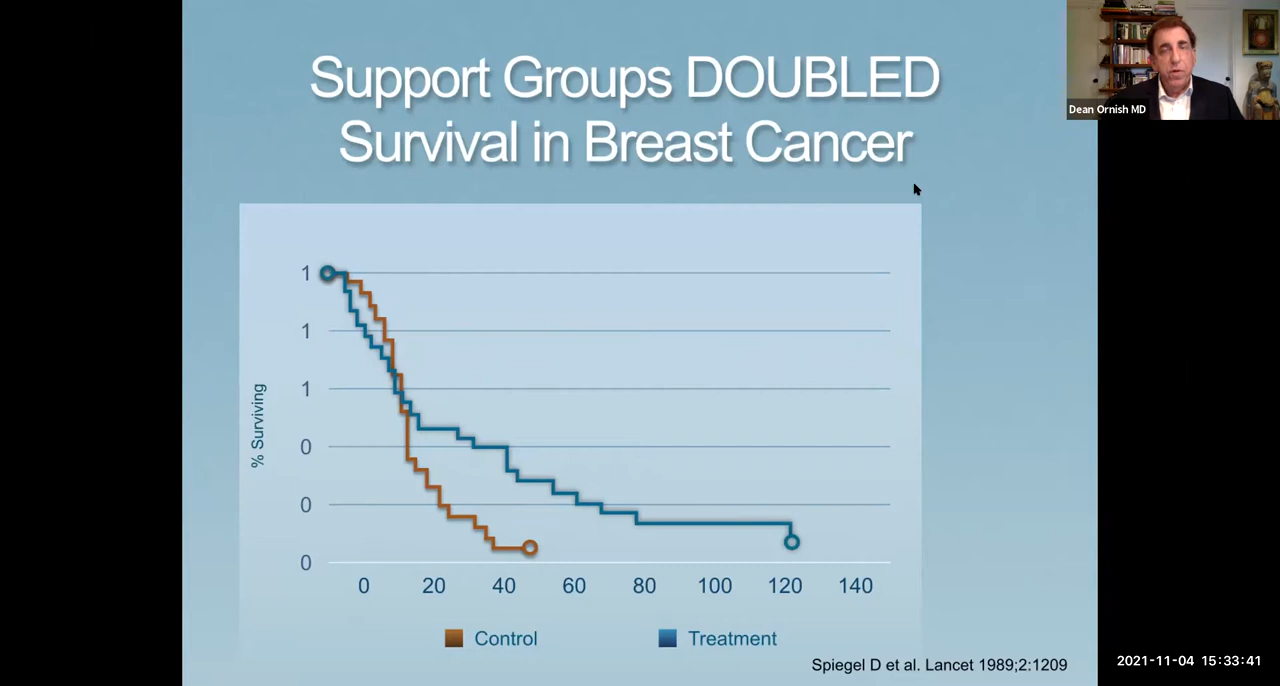 Support Groups DOUBLED
Survival in Breast Cancer
Dean Ornish MD
% Surviving
1
1
1
0
0
0
0 20 40 60 80 100 120 140
Control Treatment
Spiegel D et al. Lancet 1989;2:1209
2021-11-04 15:33:41